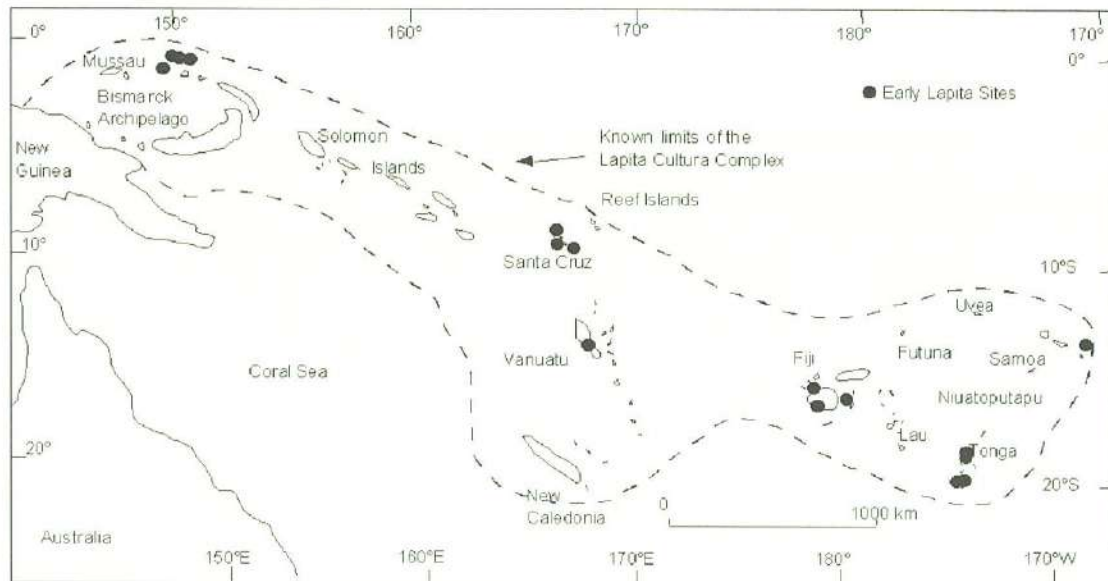 150°
160°
170°
180°
170°
0°
0°
Mussau
Early Lapita Sites
Bismarck
Archipelago
Solomon
Islands
Known limits of the
Lapita Cultura Complex
New
Guinea
Reef Islands
10°
Santa Cruz
10°S
Uvea
Vanuatu
Fiji
Futuna
Samoa
Coral Sea
Niuatoputapu
Lau
Tonga
20°
20°S
New
Caledonia
0
1000 km
Australia
150°E
160°E
170°E
180°
170°W